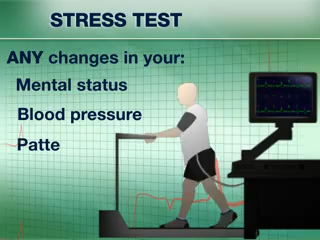 STRESS TEST
ANY changes in your:
Mental status
Blood pressure
Patte